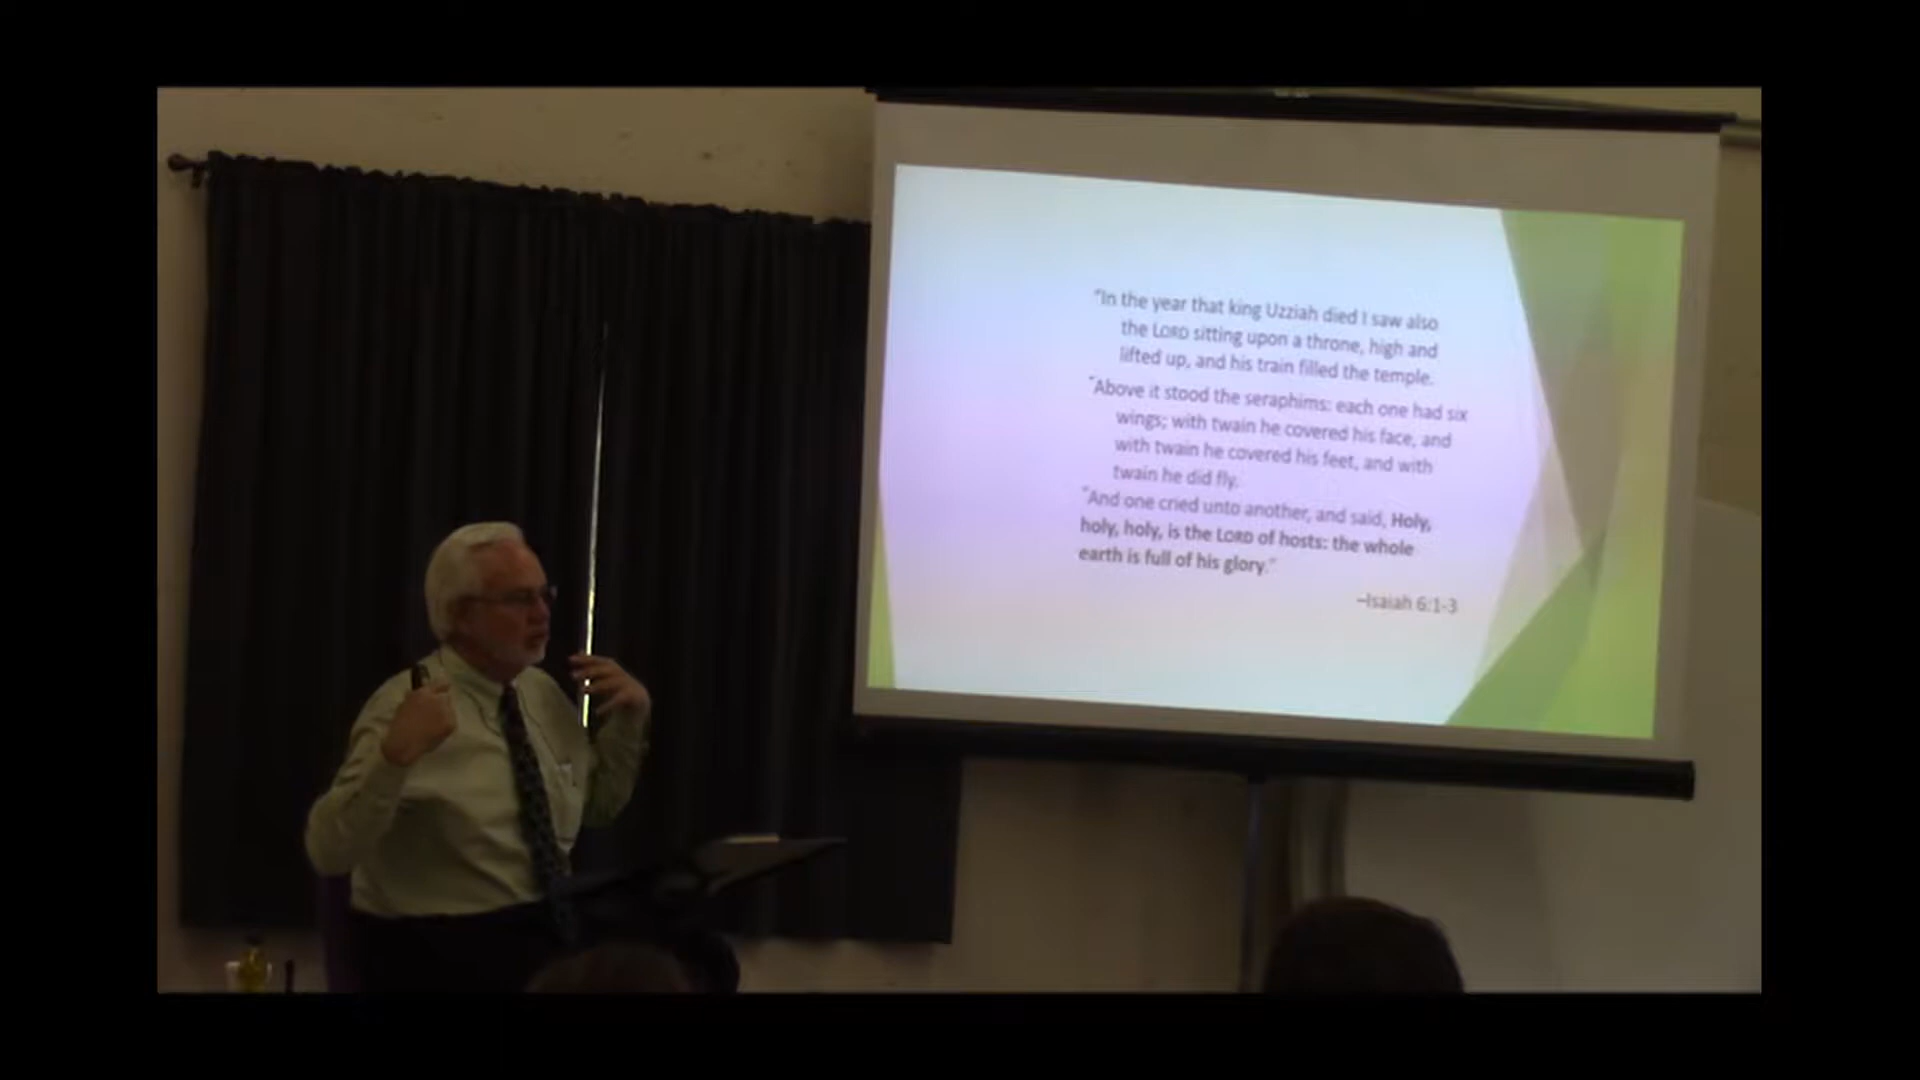 "In the year that king Uzziah died I saw also
the LORD sitting upon a throne, high and
lifted up, and his train filled the temple.
"Above it stood the seraphims: each one had six
wings; with twain he covered his face, and
with twain he covered his feet, and with
twain he did fly.
"And one cried unto another, and said, Holy,
holy, holy, is the LORD of hosts: the whole
earth is full of his glory."
–Isaiah 6:1-3